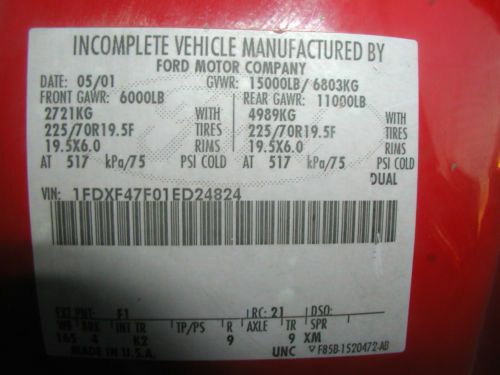 INCOMPLETE VEHICLE MANUFACTURED BY
FORD MOTOR COMPANY
DATE: 05/01 GVWR: 15000LB/6803KG
FRONT GAWR: 6000LB REAR GAWR: 11000LB
2721KG WITH 4989KG WITH
225/70R19.5F TIRES 225/70R19.5F TIRES
19.5X6.0 RIMS 19.5X6.0 RIMS
AT 517 kPa/75 PSI COLD AT 517 kPa/75 PSI COLD
DUAL
VIN: 1FDXF47F01ED24824
EXT PNT: F1 RC: 21 DSO:
WB BRK INT TR TP/PS R AXLE TR SPR
165 4 K2 9 9 XM
MADE IN U.S.A. UNC F85B-1520472-AB